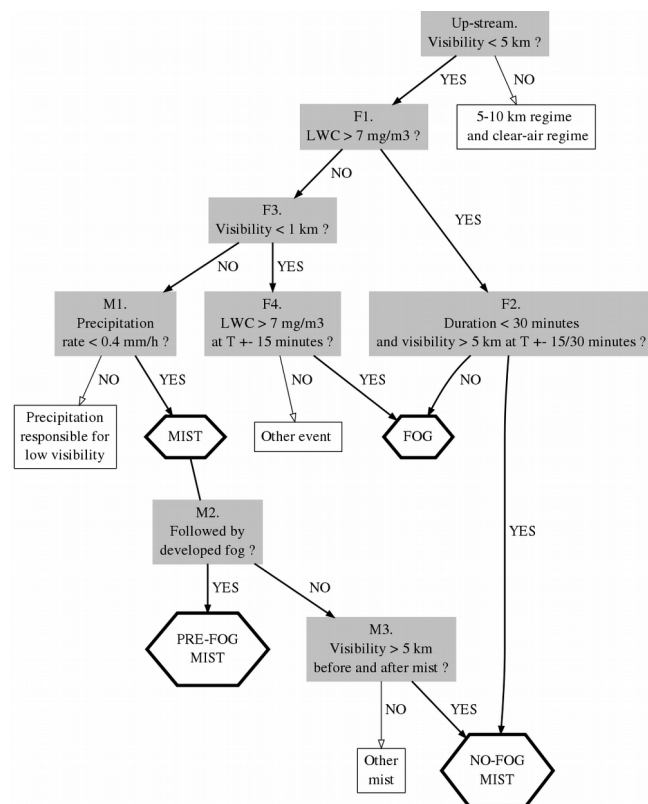 Up-stream.
Visibility < 5 km ?
YES
NO
F1.
LWC > 7 mg/m3 ?
5-10 km regime
and clear-air regime
NO
YES
F3.
Visibility < 1 km ?
NO
YES
M1.
Precipitation
rate < 0.4 mm/h ?
F4.
LWC > 7 mg/m3
at T +- 15 minutes ?
F2.
Duration < 30 minutes
and visibility > 5 km at T +- 15/30 minutes ?
NO
YES
NO
YES
NO
YES
Precipitation
responsible for
low visibility
MIST
Other event
FOG
M2.
Followed by
developed fog ?
YES
NO
PRE-FOG
MIST
M3.
Visibility > 5 km
before and after mist ?
NO
YES
Other
mist
NO-FOG
MIST